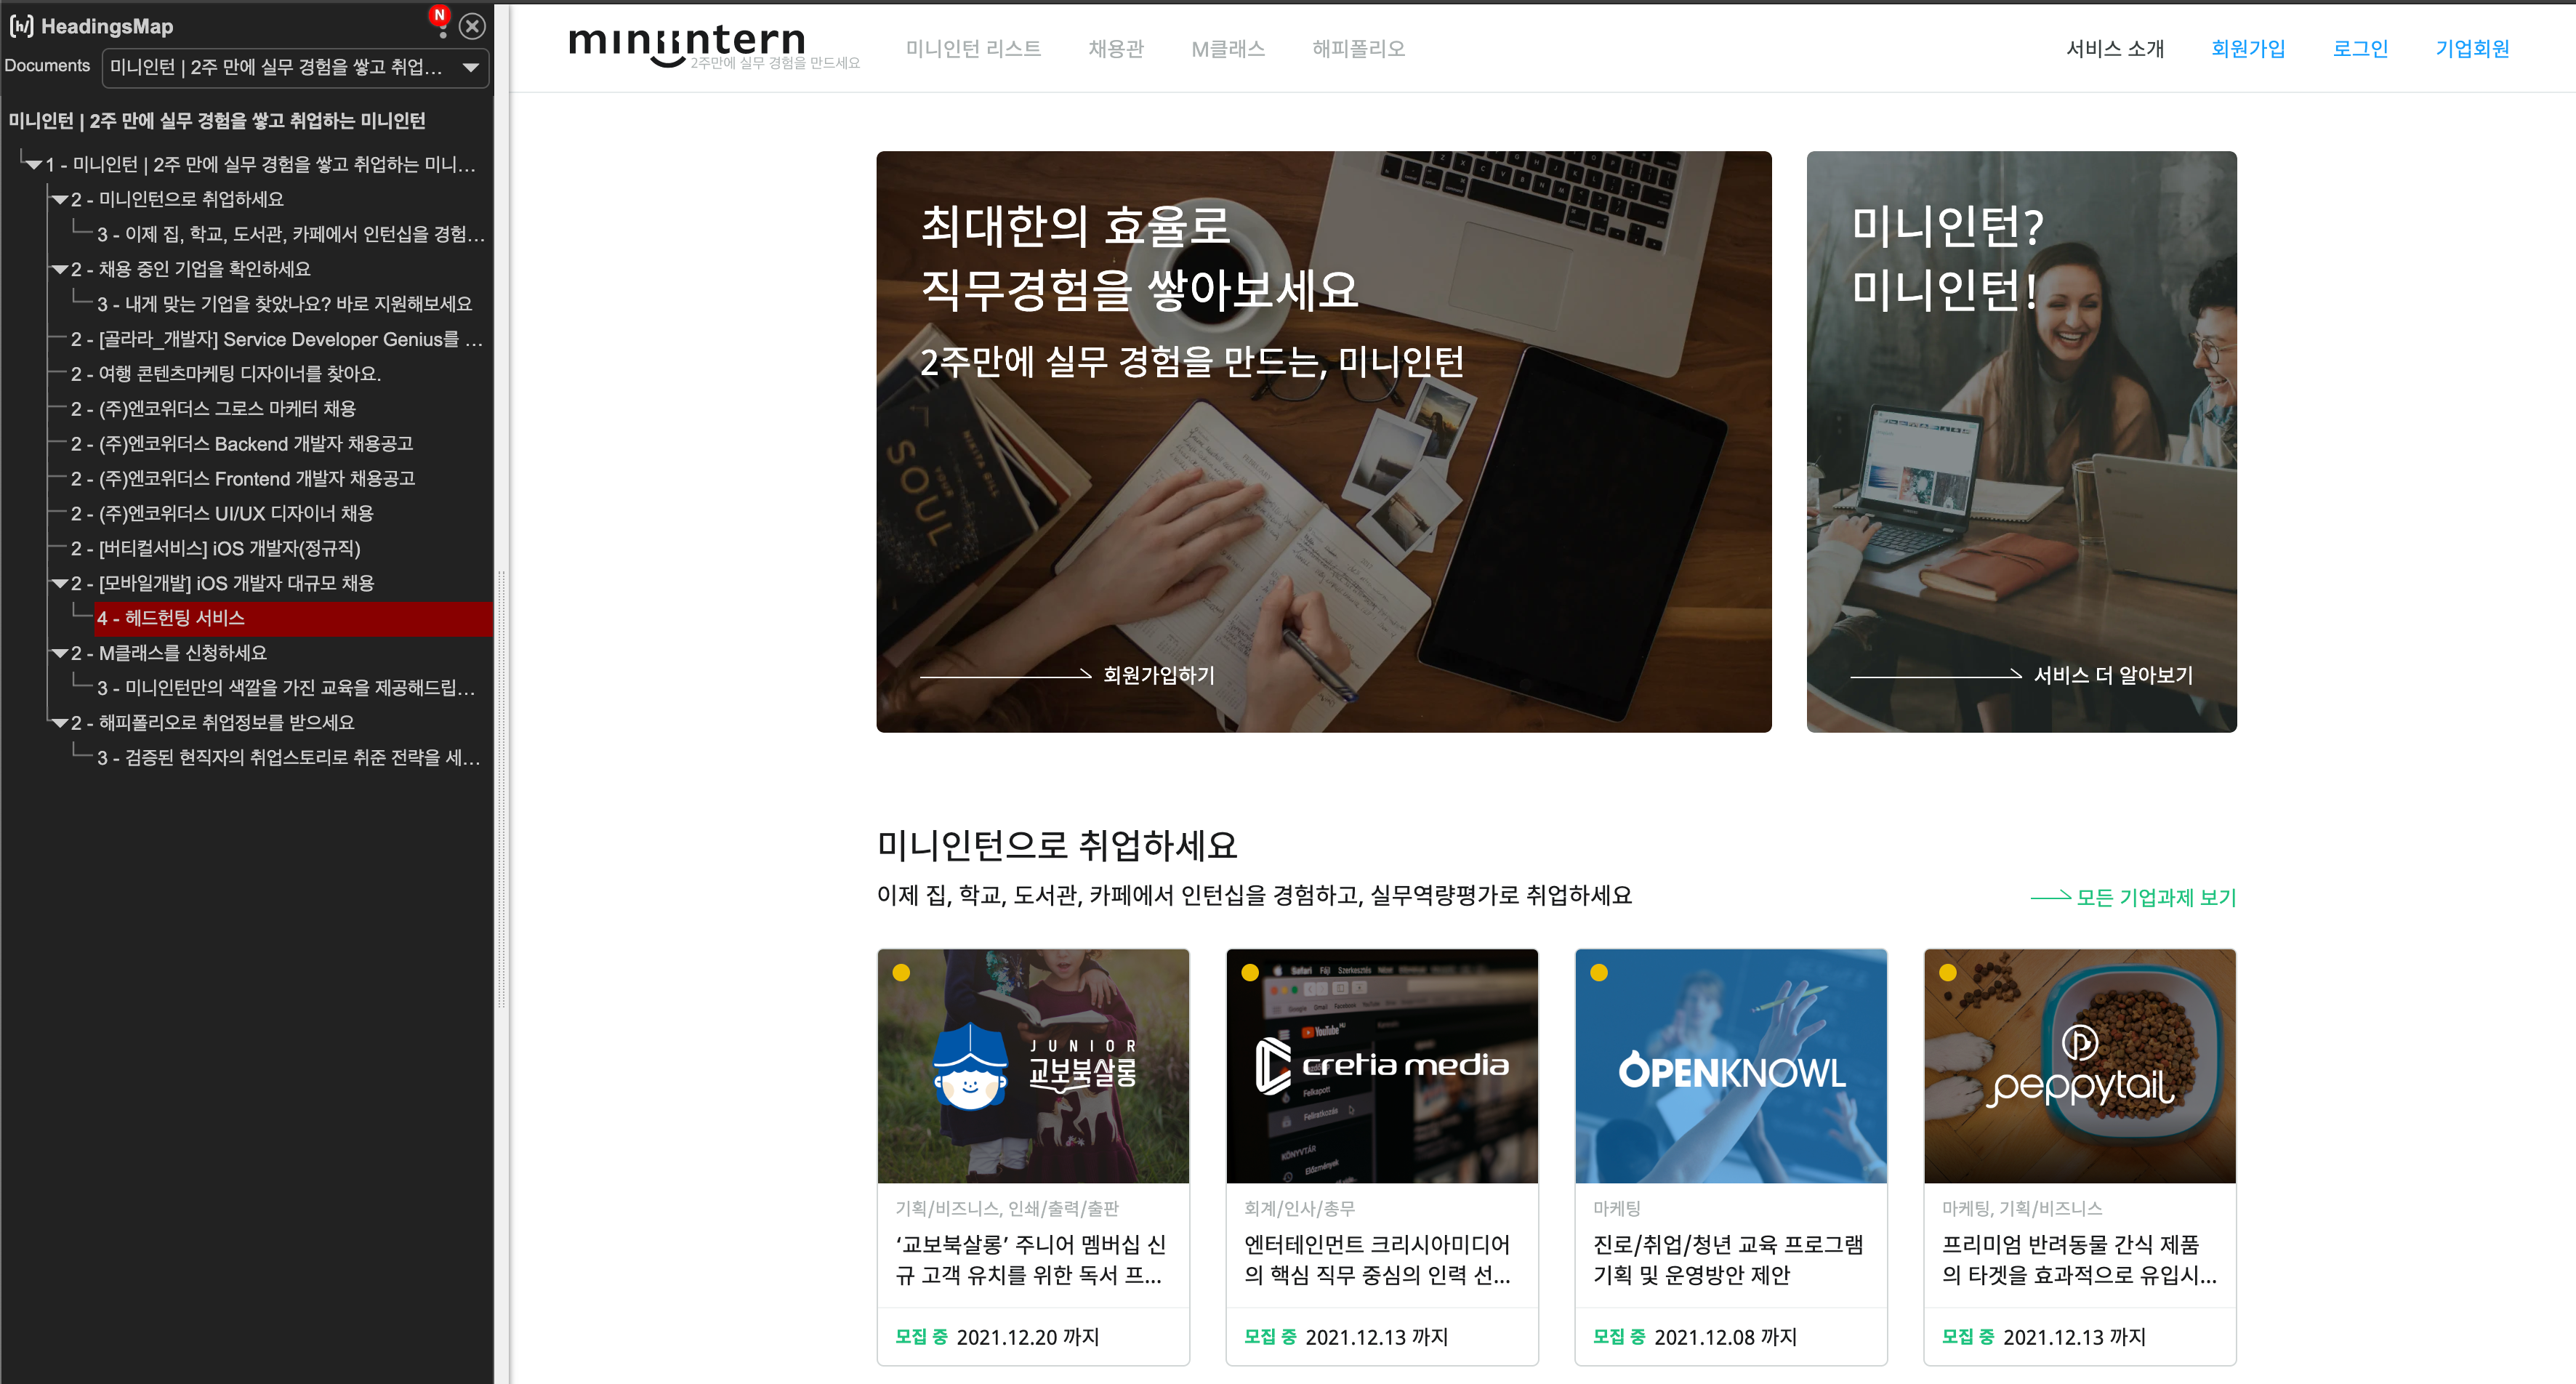 HeadingsMap
N
Documents
미니인턴 | 2주 만에 실무 경험을 쌓고 취업...
미니인턴 | 2주 만에 실무 경험을 쌓고 취업하는 미니인턴
1 - 미니인턴 | 2주 만에 실무 경험을 쌓고 취업하는 미니...
2 - 미니인턴으로 취업하세요
3 - 이제 집, 학교, 도서관, 카페에서 인턴십을 경험...
2 - 채용 중인 기업을 확인하세요
3 - 내게 맞는 기업을 찾았나요? 바로 지원해보세요
2 - [골라라_개발자] Service Developer Genius를 ...
2 - 여행 콘텐츠마케팅 디자이너를 찾아요.
2 - (주)엔코위더스 그로스 마케터 채용
2 - (주)엔코위더스 Backend 개발자 채용공고
2 - (주)엔코위더스 Frontend 개발자 채용공고
2 - (주)엔코위더스 UI/UX 디자이너 채용
2 - [버티컬서비스] iOS 개발자(정규직)
2 - [모바일개발] iOS 개발자 대규모 채용
4 - 헤드헌팅 서비스
2 - M클래스를 신청하세요
3 - 미니인턴만의 색깔을 가진 교육을 제공해드립...
2 - 해피폴리오로 취업정보를 받으세요
3 - 검증된 현직자의 취업스토리로 취준 전략을 세...
miniintern
2주만에 실무 경험을 만드세요
미니인턴 리스트
채용관
M클래스
해피폴리오
서비스 소개
회원가입
로그인
기업회원
최대한의 효율로
직무경험을 쌓아보세요
2주만에 실무 경험을 만드는, 미니인턴
SOUL
회원가입하기
미니인턴?
미니인턴!
서비스 더 알아보기
미니인턴으로 취업하세요
이제 집, 학교, 도서관, 카페에서 인턴십을 경험하고, 실무역량평가로 취업하세요
모든 기업과제 보기
JUNIOR
교보북살롱
기획/비즈니스, 인쇄/출력/출판
‘교보북살롱’ 주니어 멤버십 신
규 고객 유치를 위한 독서 프...
모집 중 2021.12.20 까지
Safari Fájl Szerkesztés
YouTube
cretia media
Felkapott
Feliratkozás
KÖNYVTÁR
Előzmények
회계/인사/총무
엔터테인먼트 크리시아미디어
의 핵심 직무 중심의 인력 선...
모집 중 2021.12.13 까지
OPENKNOWL
마케팅
진로/취업/청년 교육 프로그램
기획 및 운영방안 제안
모집 중 2021.12.08 까지
peppytail
마케팅, 기획/비즈니스
프리미엄 반려동물 간식 제품
의 타겟을 효과적으로 유입시...
모집 중 2021.12.13 까지